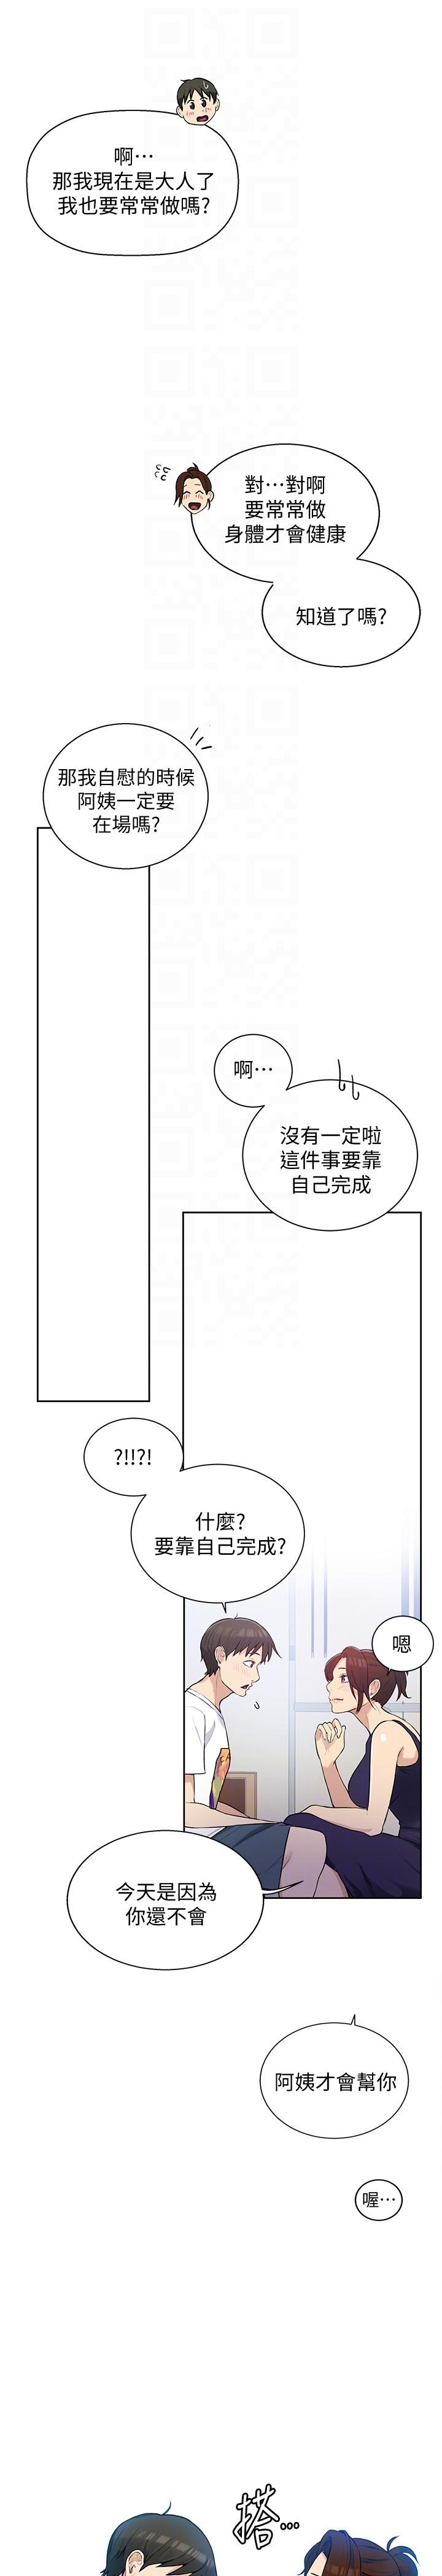 啊⋯
那我現在是大人了
我也要常常做嗎?
對⋯對啊
要常常做
身體才會健康
知道了嗎?
那我自慰的時候
阿姨一定要
在場嗎?
啊⋯
沒有一定啦
這件事要靠
自己完成
?!!?!
什麼?
要靠自己完成?
嗯
今天是因為
你還不會
阿姨才會幫你
喔⋯
搭...